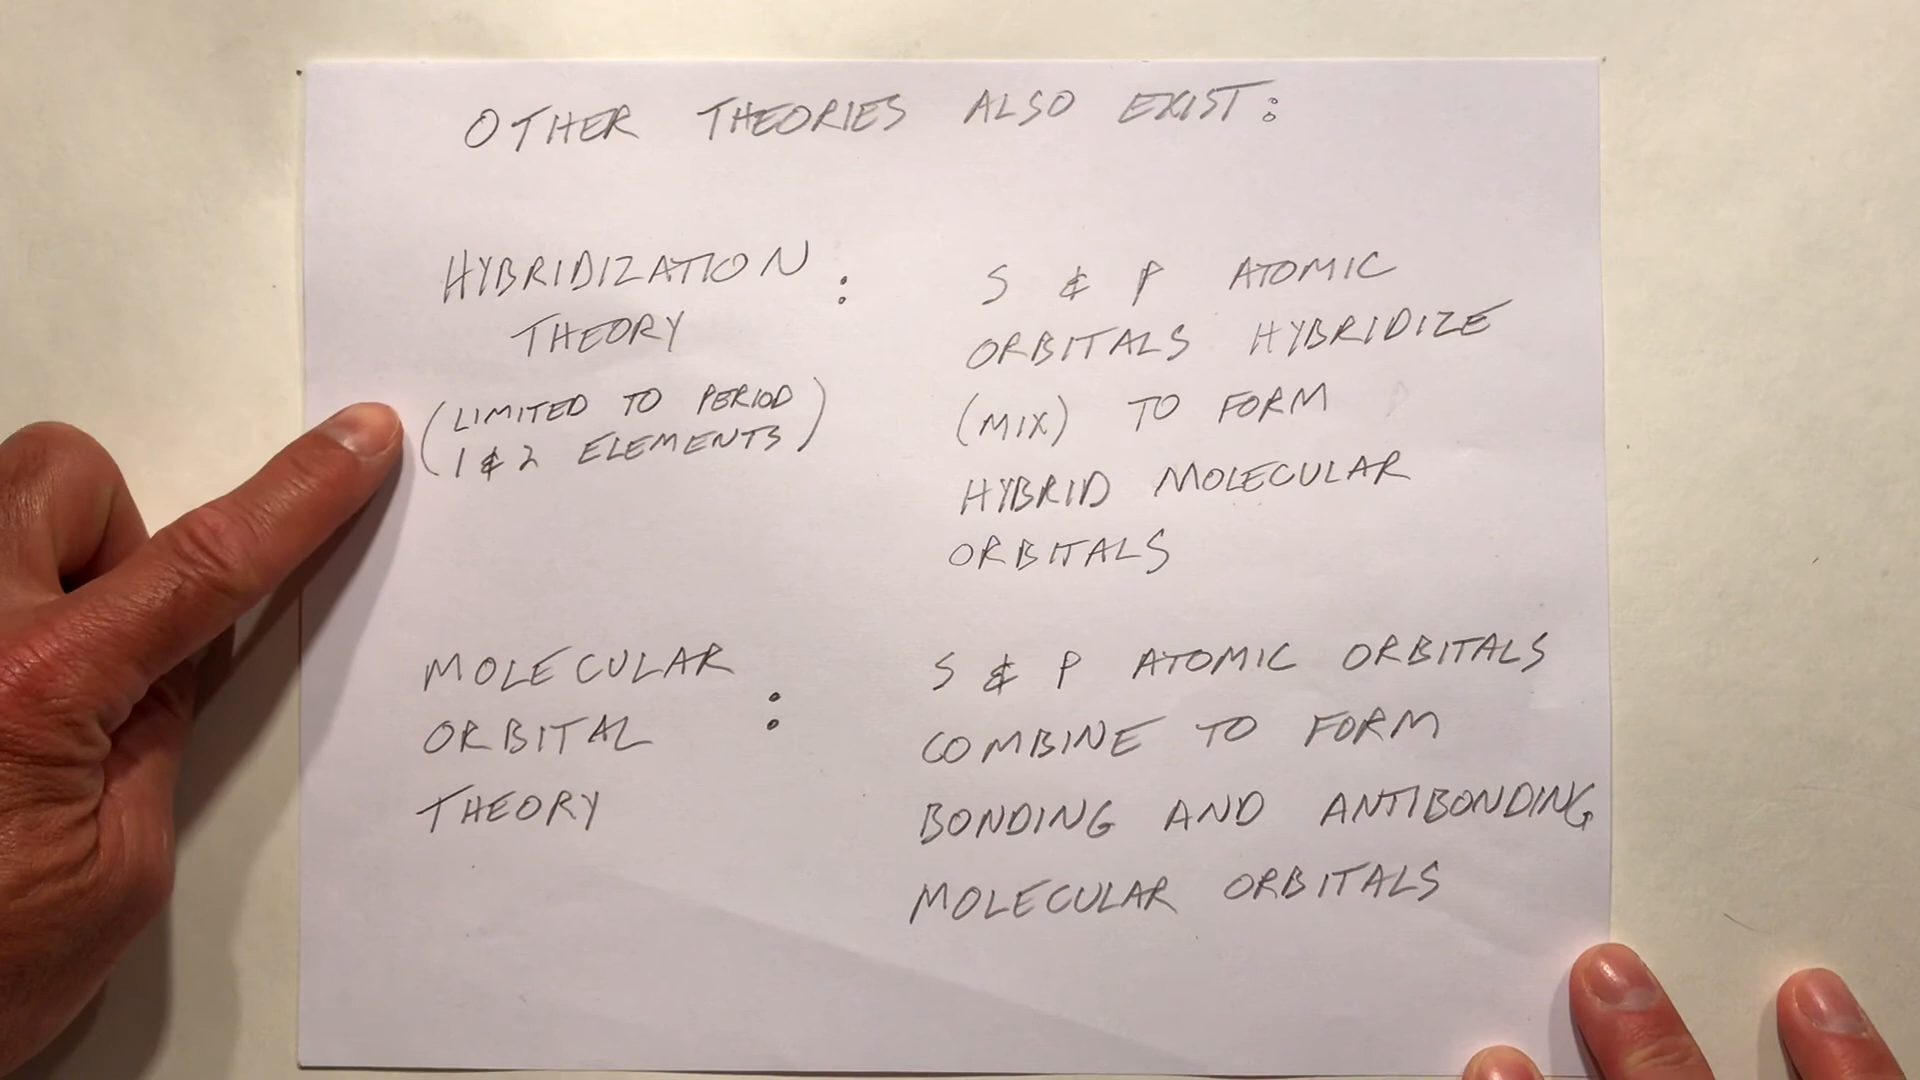 OTHER THEORIES ALSO EXIST:
HYBRIDIZATION :
THEORY
(LIMITED TO PERIOD
1 & 2 ELEMENTS)
S & P ATOMIC
ORBITALS HYBRIDIZE
(MIX) TO FORM
HYBRID MOLECULAR
ORBITALS
MOLECULAR
ORBITAL :
THEORY
S & P ATOMIC ORBITALS
COMBINE TO FORM
BONDING AND ANTIBONDING
MOLECULAR ORBITALS